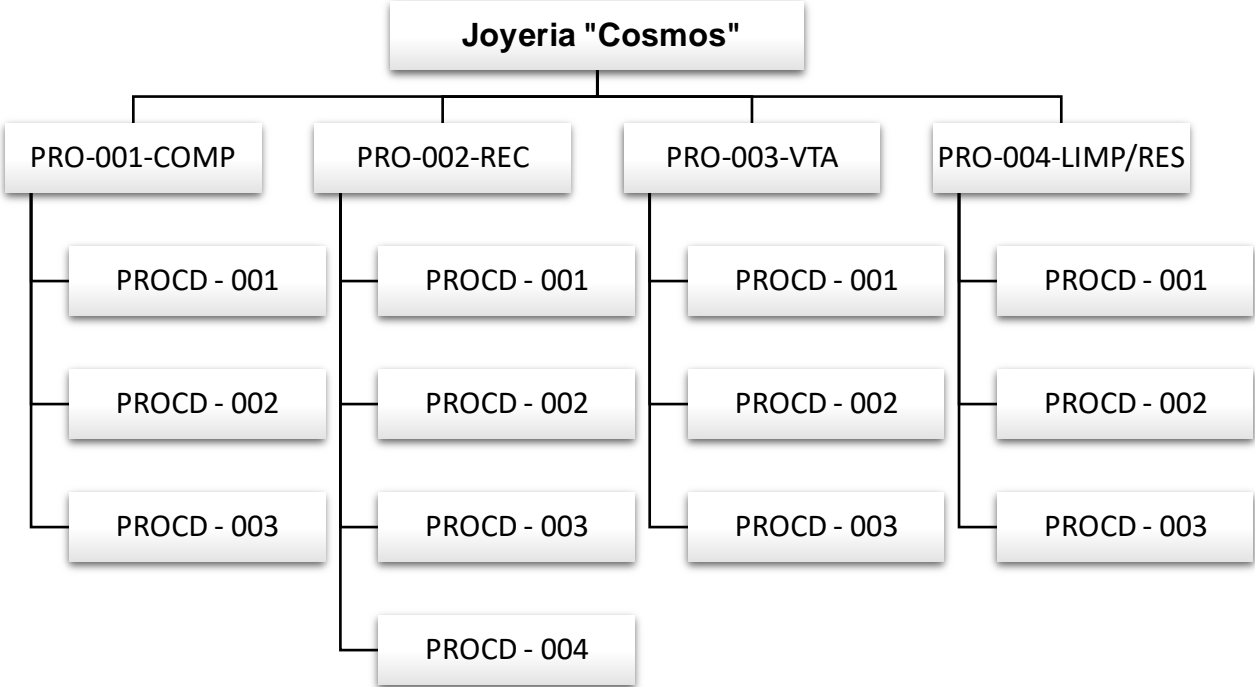 Joyeria "Cosmos"
PRO-001-COMP
PROCD - 001
PROCD - 002
PROCD - 003
PRO-002-REC
PROCD - 001
PROCD - 002
PROCD - 003
PROCD - 004
PRO-003-VTA
PROCD - 001
PROCD - 002
PROCD - 003
PRO-004-LIMP/RES
PROCD - 001
PROCD - 002
PROCD - 003